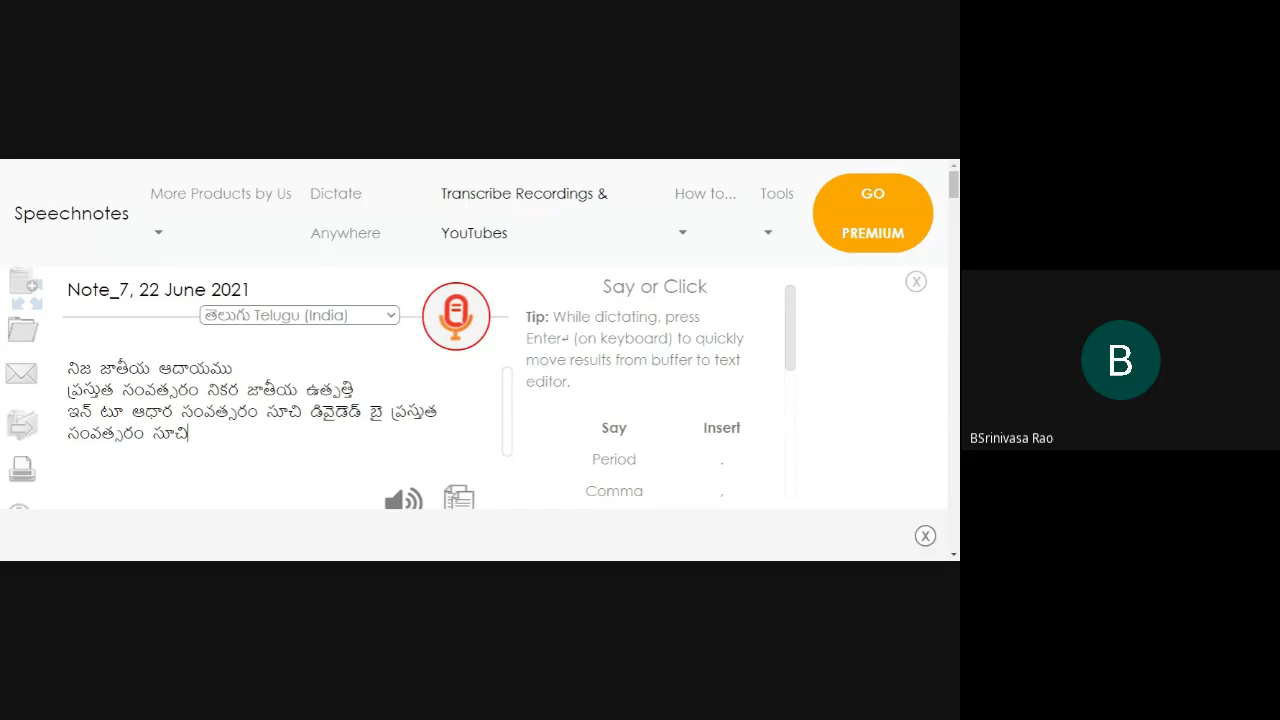 More Products by Us
Dictate Anywhere
Transcribe Recordings & YouTubes
How to...
Tools
GO PREMIUM
Speechnotes
Note_7, 22 June 2021
తెలుగు Telugu (India)
నిజ జాతీయ ఆదాయము
ప్రస్తుత సంవత్సరం నికర జాతీయ ఉత్పత్తి
ఇన్ టూ ఆధార సంవత్సరం సూచి డివైడెడ్ బై ప్రస్తుత
సంవత్సరం సూచి
Say or Click
X
Tip: While dictating, press
Enter↵ (on keyboard) to quickly
move results from buffer to text
editor.
Say Insert
Period .
Comma ,
X
B
BSrinivasa Rao